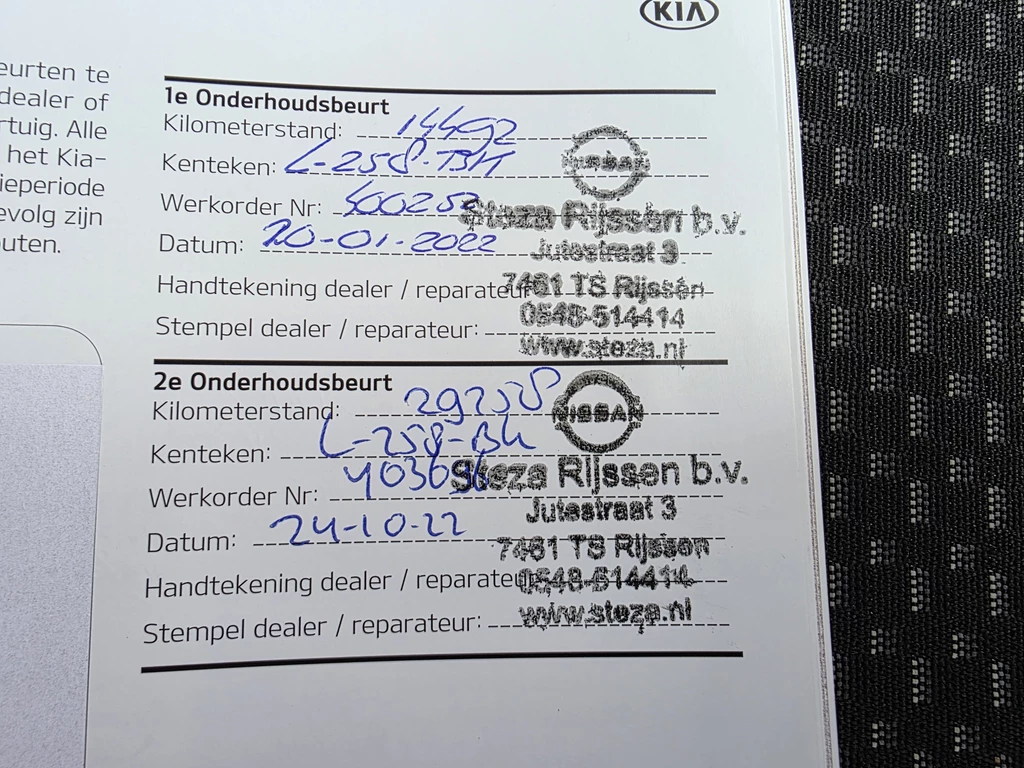 KIA
eurten te
dealer of
rtuig. Alle
het Kia-
ieperiode
evolg zijn
outen.
1e Onderhoudsbeurt
Kilometerstand: 14492
Kenteken: L-258-BH
Werkorder Nr: 400252
Datum: 20-01-2022
Handtekening dealer / reparateur
Stempel dealer / reparateur:
NISSAN
Steza Rijssen b.v.
Jutestraat 3
7461 TS Rijssen
0548-514414
www.steza.nl
2e Onderhoudsbeurt
Kilometerstand: 29258
Kenteken: L-258-BH
Werkorder Nr: 403696
Datum: 24-10-22
Handtekening dealer / reparateur
Stempel dealer / reparateur:
NISSAN
Steza Rijssen b.v.
Jutestraat 3
7461 TS Rijssen
0548-514414
www.steza.nl